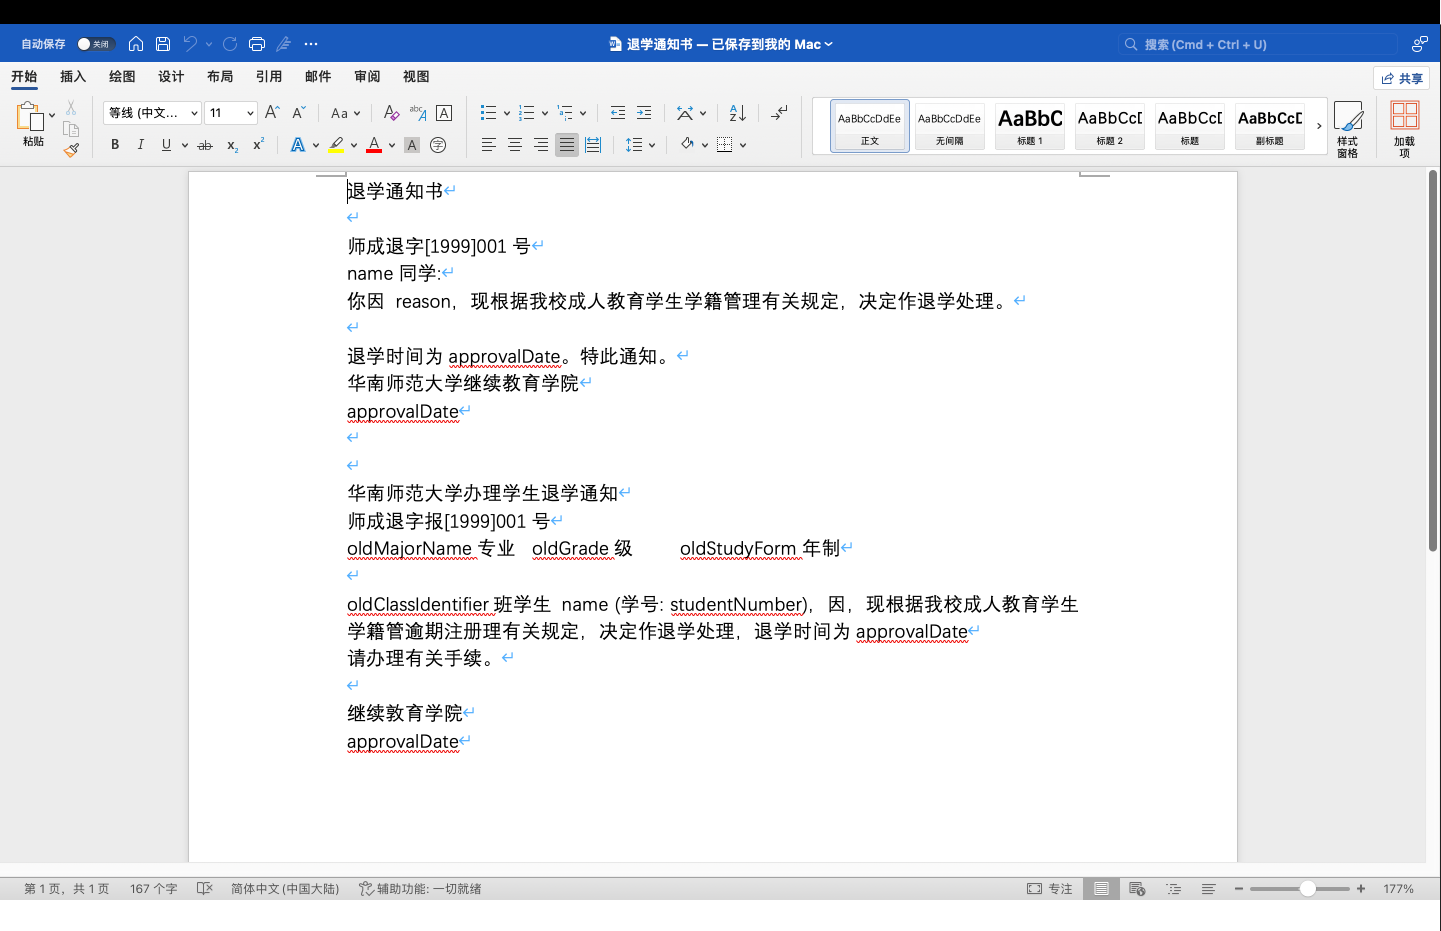 自动保存 关闭 退学通知书 — 已保存到我的 Mac 搜索 (Cmd + Ctrl + U)
开始 插入 绘图 设计 布局 引用 邮件 审阅 视图 共享
粘贴 等线 (中文... 11 A A Aa A abc A A
B I U ab x2 x2 A A A 字
AaBbCcDdEe AaBbCcDdEe AaBbC AaBbCcD AaBbCcD AaBbCcD
正文 无间隔 标题 1 标题 2 标题 副标题
样式窗格 加载项
退学通知书
师成退字[1999]001 号
name 同学:
你因 reason，现根据我校成人教育学生学籍管理有关规定，决定作退学处理。
退学时间为 approvalDate。特此通知。
华南师范大学继续教育学院
approvalDate
华南师范大学办理学生退学通知
师成退字报[1999]001 号
oldMajorName 专业 oldGrade 级 oldStudyForm 年制
oldClassIdentifier 班学生 name (学号: studentNumber)，因，现根据我校成人教育学生
学籍管逾期注册理有关规定，决定作退学处理，退学时间为 approvalDate
请办理有关手续。
继续敩育学院
approvalDate
第 1 页，共 1 页 167 个字 简体中文 (中国大陆) 辅助功能: 一切就绪 专注 177%